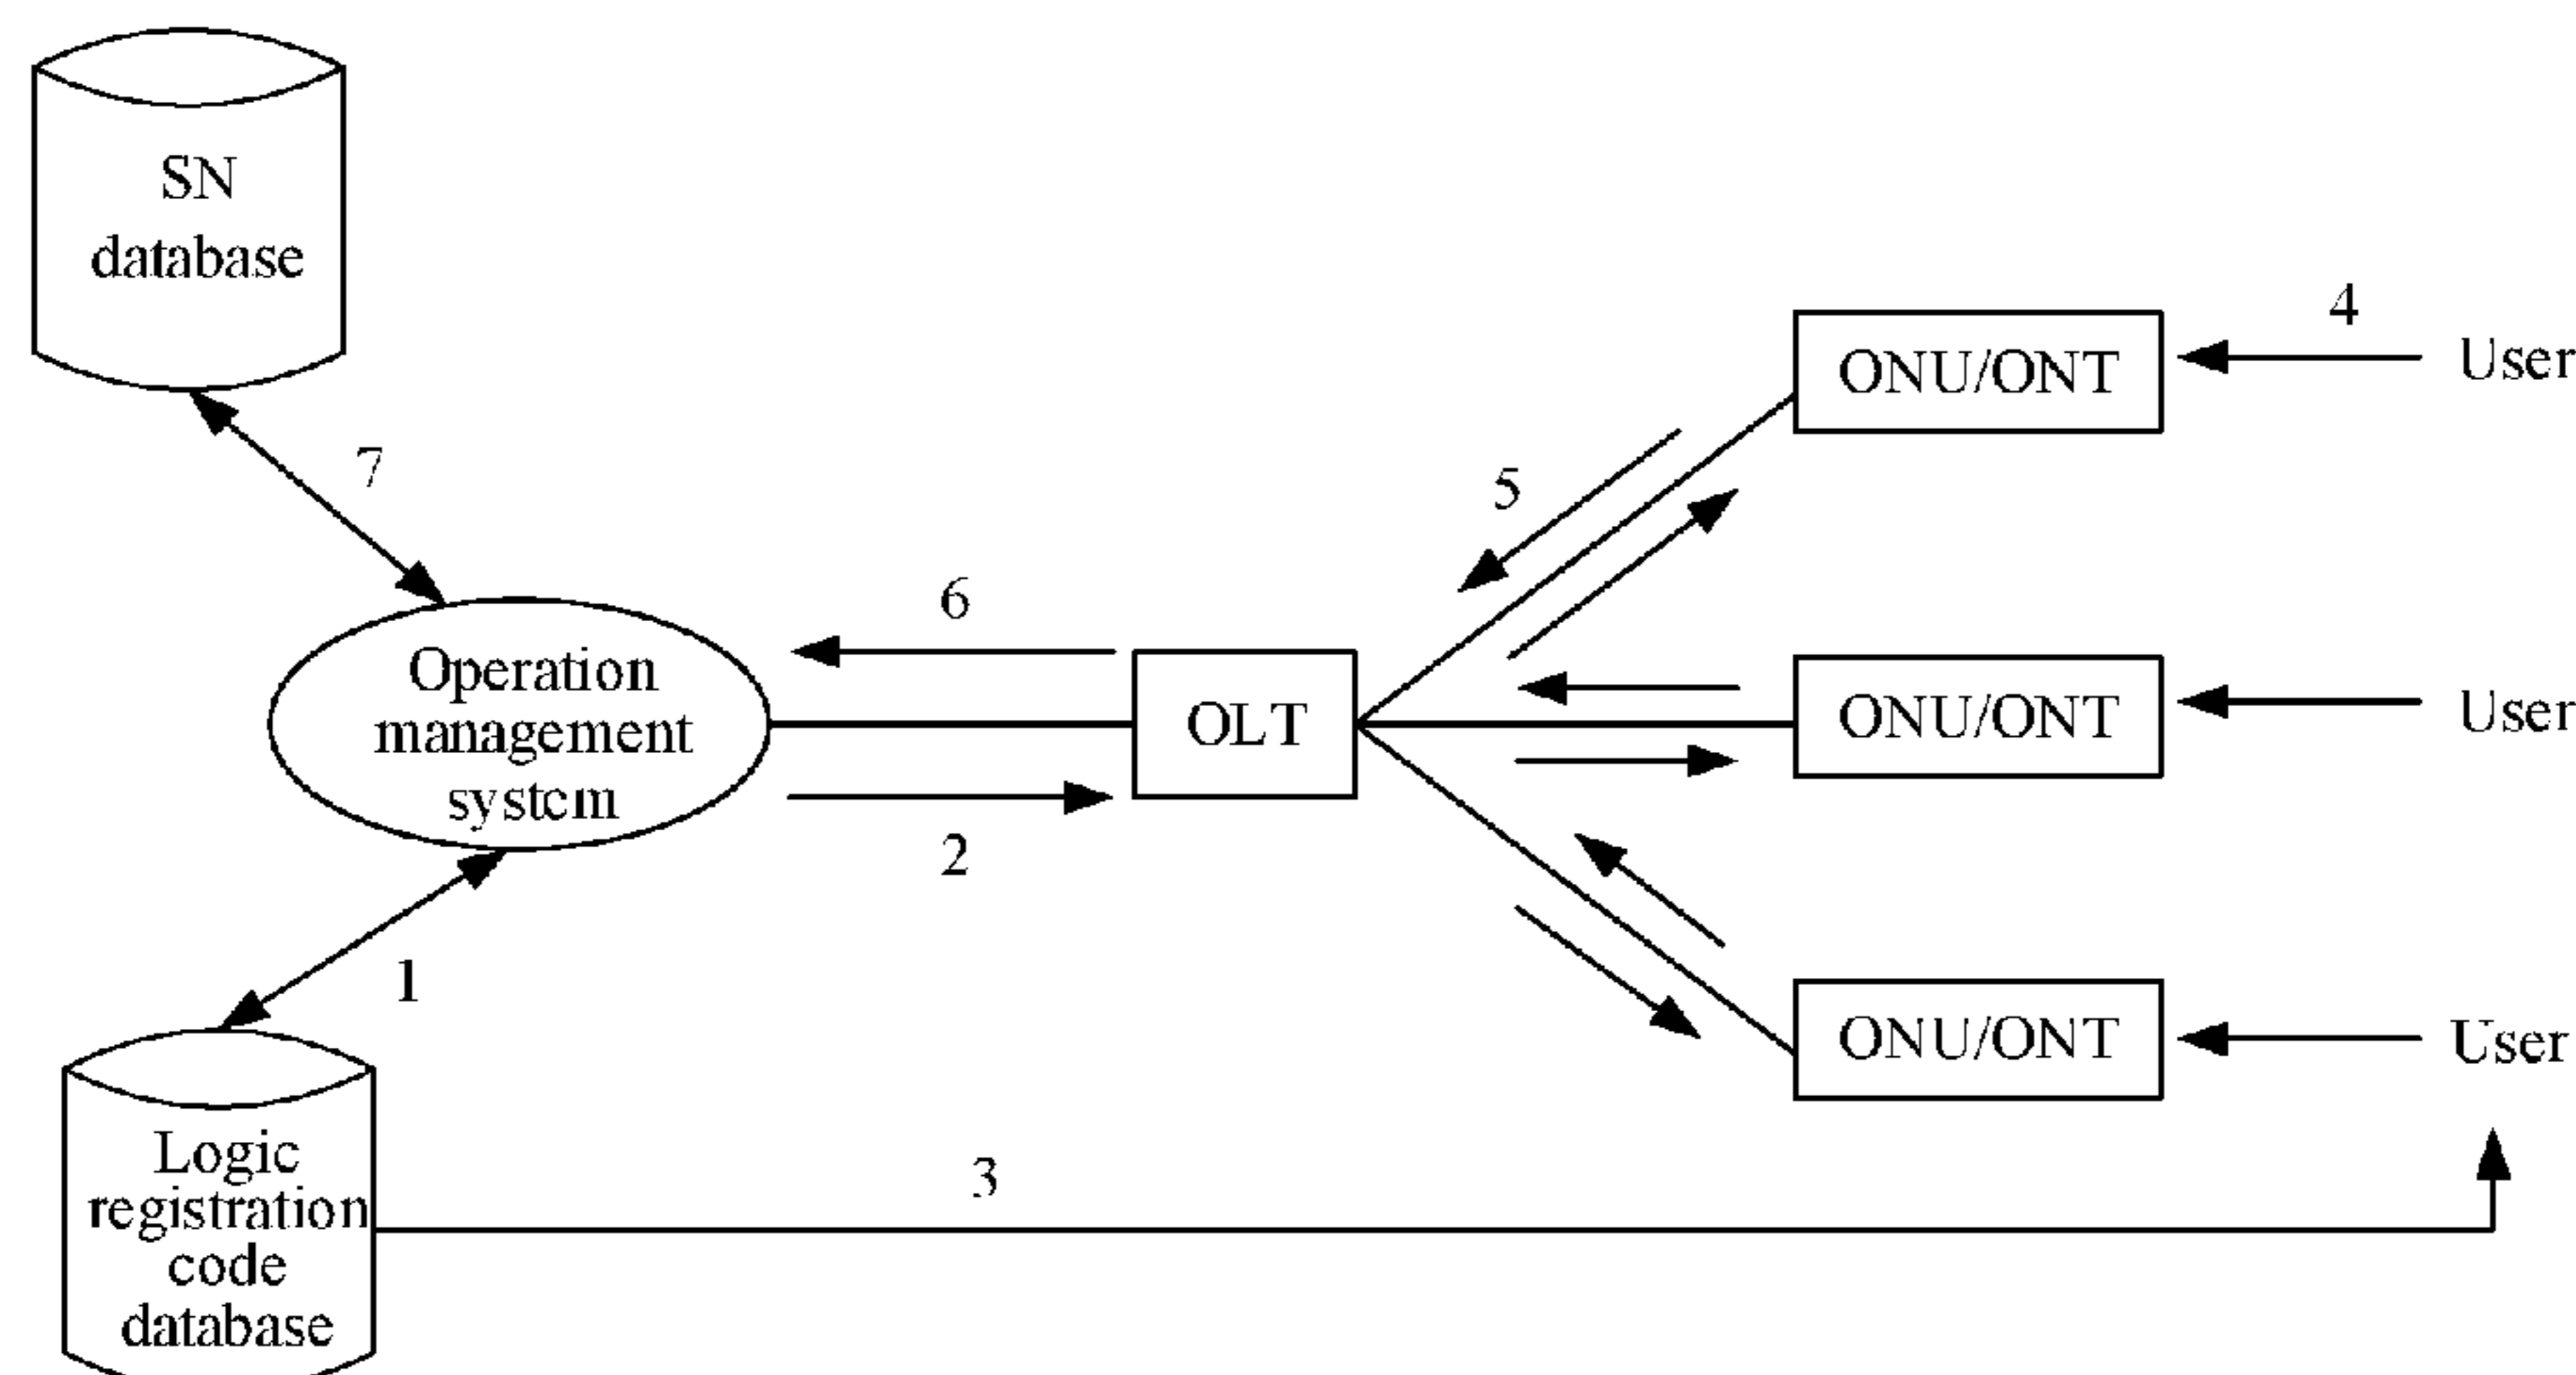 SN
database
4
ONU/ONT
User
7
5
6
Operation
management
system
OLT
ONU/ONT
User
2
1
ONU/ONT
User
Logic
registration
code
database
3